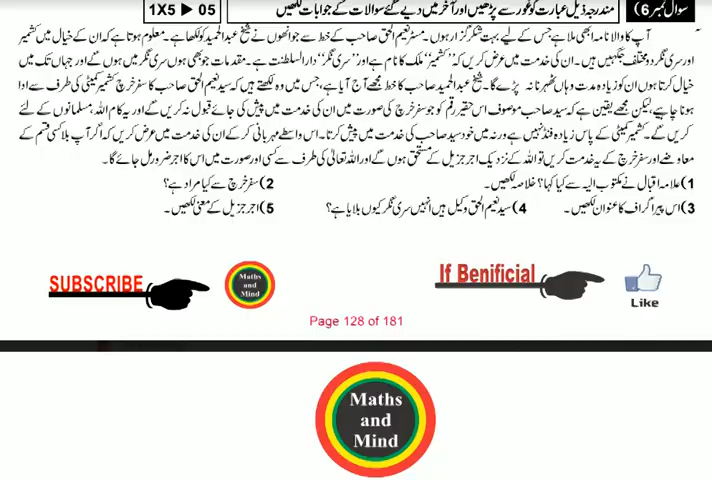 سوال نمبر 6) مندرجہ ذیل عبارت کو غور سے پڑھیں اور آخر میں دیے گئے سوالات کے جوابات لکھیں 1X5 ▶ 05
آپ کا والا نامہ ابھی ملا ہے جس کے لیے بہت شکر گزار ہوں۔ مسٹر نعیم الحق صاحب کے خط سے جو انھوں نے شیخ عبدالحمید کو لکھا ہے۔ معلوم ہوتا ہے کہ ان کے خیال میں کشمیر
اور سری نگر دو مختلف جگہیں ہیں۔ ان کی خدمت میں عرض کریں کہ "کشمیر" ملک کا نام ہے اور "سری نگر" دارالسلطنت ہے۔ مقدمات جو بھی ہوں سری نگر میں ہوں گے اور جہاں تک میں
خیال کرتا ہوں ان کو زیادہ مدت وہاں ٹھہرنا نہ پڑے گا۔ شیخ عبدالحمید صاحب کا خط مجھے آج آیا ہے، جس میں وہ لکھتے ہیں کہ سید نعیم الحق صاحب کا سفر خرچ کشمیر کمیٹی کی طرف سے ادا
ہونا چاہیے، لیکن مجھے یقین ہے کہ سید صاحب موصوف اس حقیر رقم کو جو سفر خرچ کی صورت میں ان کی خدمت میں پیش کی جائے قبول نہ کریں گے اور یہ کام اللہ، مسلمانوں کے لئے
کریں گے۔ کشمیر کمیٹی کے پاس زیادہ فنڈ نہیں ہے ورنہ میں خود سید صاحب کی خدمت میں پیش کرتا۔ اس واسطے مہربانی کر کے ان کی خدمت میں عرض کریں کہ اگر آپ بلا کسی قسم کے
معاوضے اور سفر خرچ کے یہ خدمت کریں تو اللہ کے نزدیک اجر جزیل کے مستحق ہوں گے اور اللہ تعالیٰ کی طرف سے کسی اور صورت میں اس کا اجر ضرور مل جائے گا۔
1) علامہ اقبال نے مکتوب الیہ سے کیا کہا؟ خلاصہ لکھیں۔ 2) سفر خرچ سے کیا مراد ہے؟
3) اس پیراگراف کا عنوان لکھیں۔ 4) سید نعیم الحق وکیل ہیں انہیں سری نگر کیوں بلایا ہے؟ 5) اجر جزیل کے معنی لکھیں۔
SUBSCRIBE
Maths
and
Mind
If Benificial
Like
Page 128 of 181
Maths
and
Mind